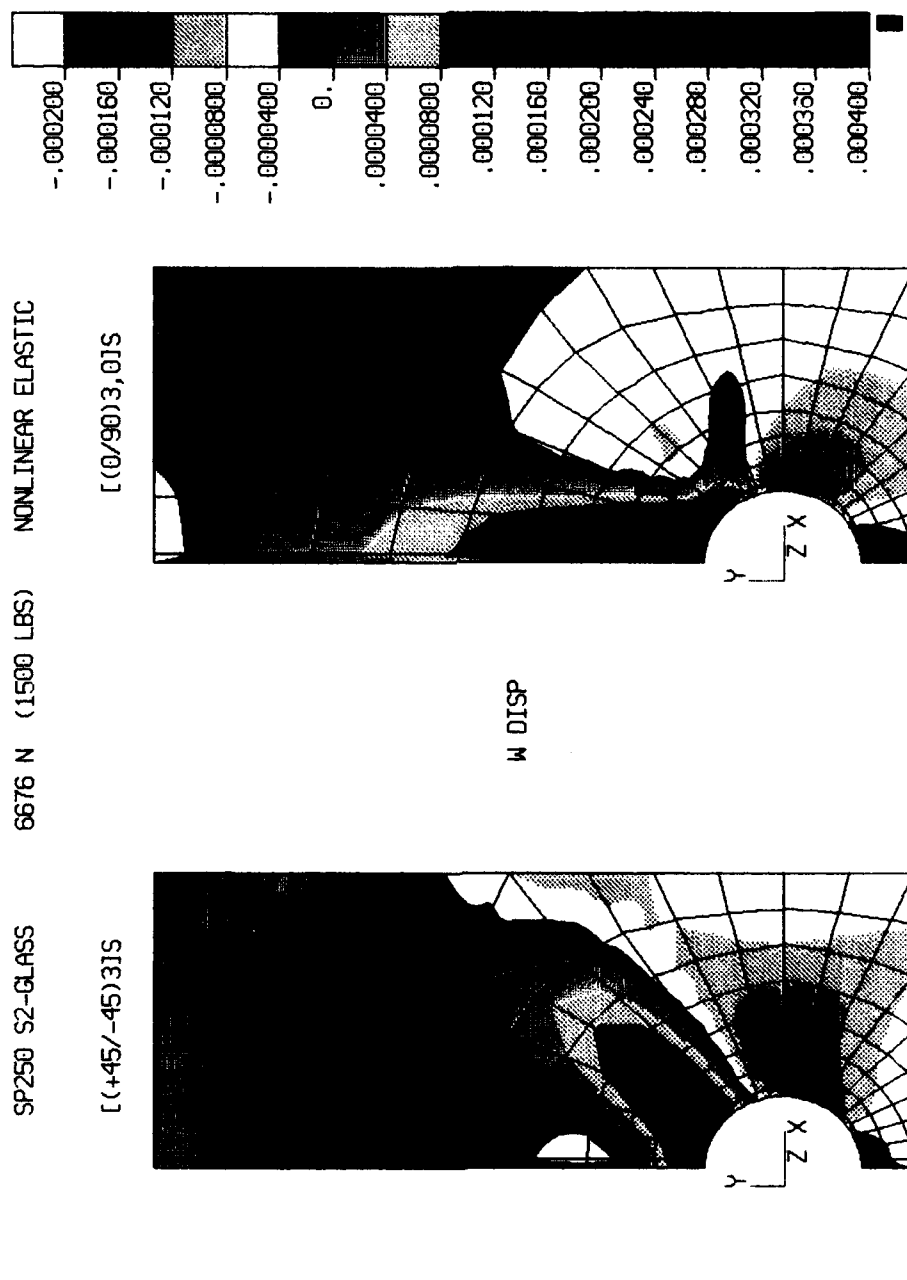 SP250 S2-GLASS 6676 N (1500 LBS) NONLINEAR ELASTIC
[(+45/-45)3]S
[(0/90)3,0]S
W DISP
Y
Z X
Y
Z X
-.000200
-.000160
-.000120
-.0000800
-.0000400
0.
.0000400
.0000800
.000120
.000160
.000200
.000240
.000280
.000320
.000360
.000400